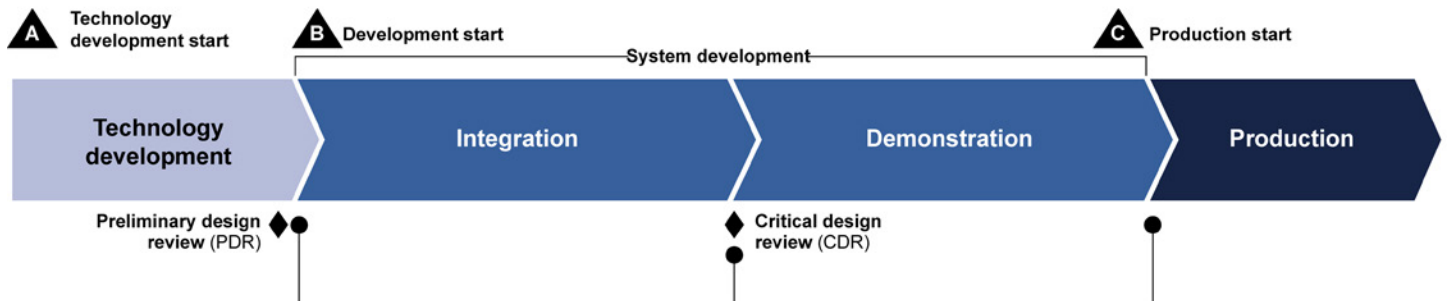 A
Technology
development start
B
Development start
C
Production start
System development
Technology
development
Integration
Demonstration
Production
Preliminary design
review (PDR)
Critical design
review (CDR)